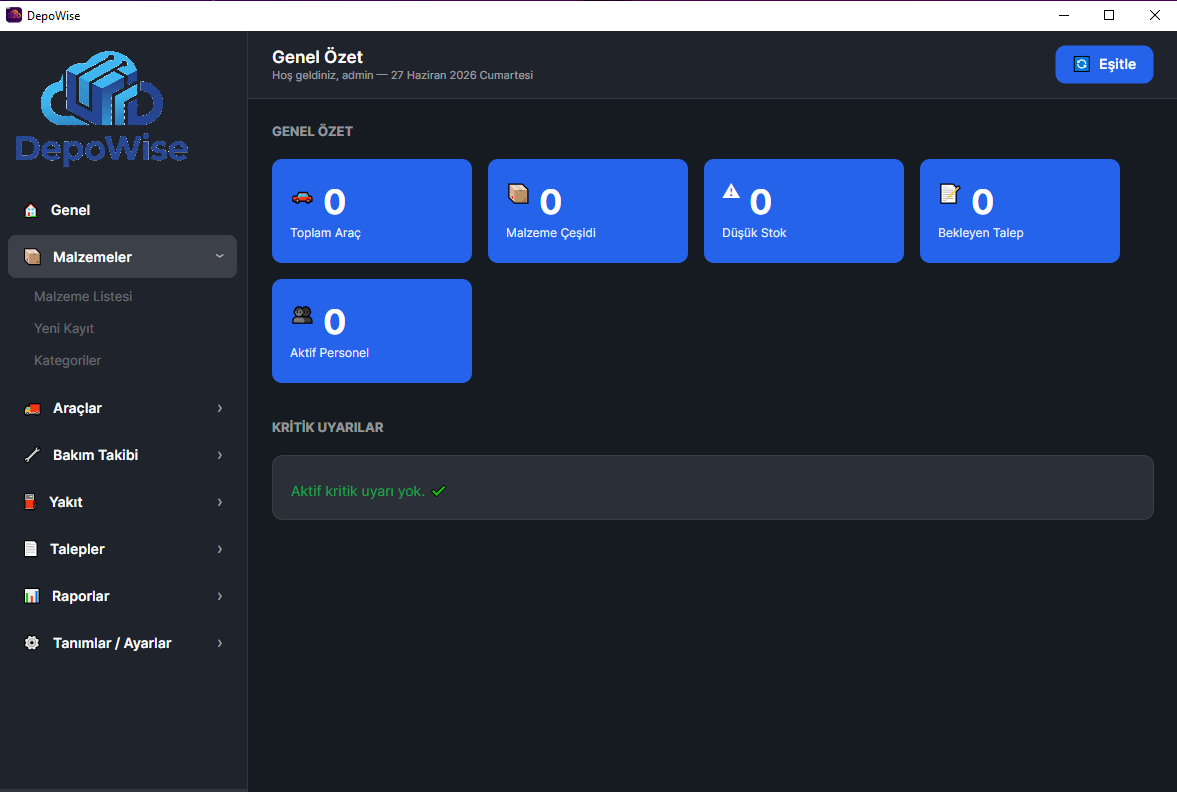 DepoWise
DepoWise
Genel Özet
Hoş geldiniz, admin — 27 Haziran 2026 Cumartesi
Eşitle
Genel
Malzemeler
Malzeme Listesi
Yeni Kayıt
Kategoriler
Araçlar
Bakım Takibi
Yakıt
Talepler
Raporlar
Tanımlar / Ayarlar
GENEL ÖZET
0
Toplam Araç
0
Malzeme Çeşidi
0
Düşük Stok
0
Bekleyen Talep
0
Aktif Personel
KRİTİK UYARILAR
Aktif kritik uyarı yok.